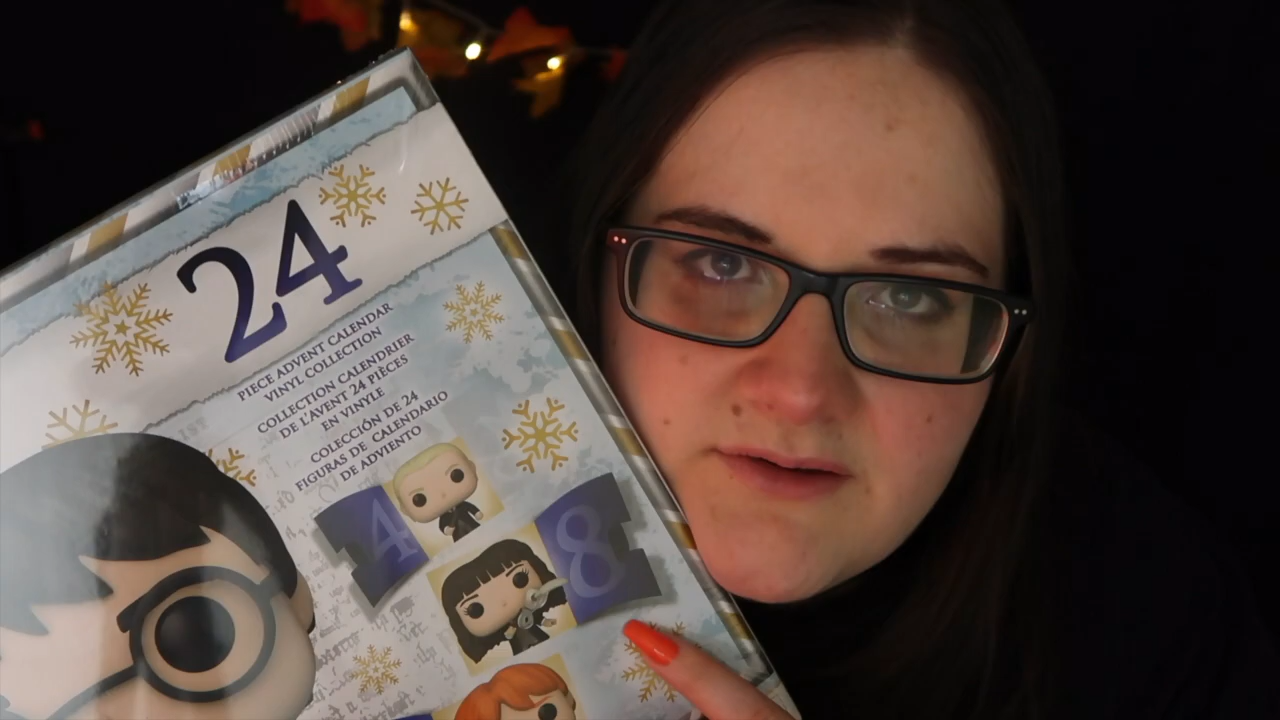 24
PIECE ADVENT CALENDAR
VINYL COLLECTION
COLLECTION CALENDRIER
DE L'AVENT 24 PIÈCES
EN VINYLE
COLECCIÓN DE 24
FIGURAS DE CALENDARIO
DE ADVIENTO
4
8